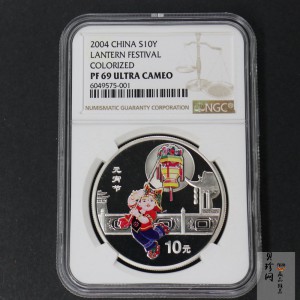 2004 CHINA S10Y
LANTERN FESTIVAL
COLORIZED
PF 69 ULTRA CAMEO
6049575-001
NUMISMATIC GUARANTY CORPORATION
NGC
元宵节
10元